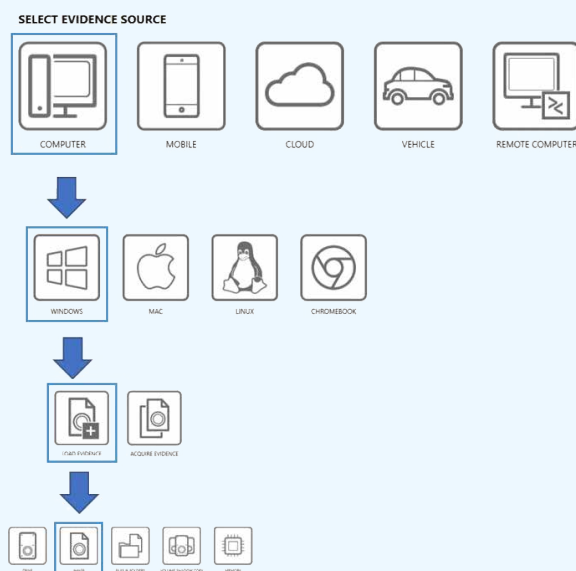 SELECT EVIDENCE SOURCE
COMPUTER MOBILE CLOUD VEHICLE REMOTE COMPUTER
WINDOWS MAC LINUX CHROMEBOOK
LOAD EVIDENCE ACQUIRE EVIDENCE